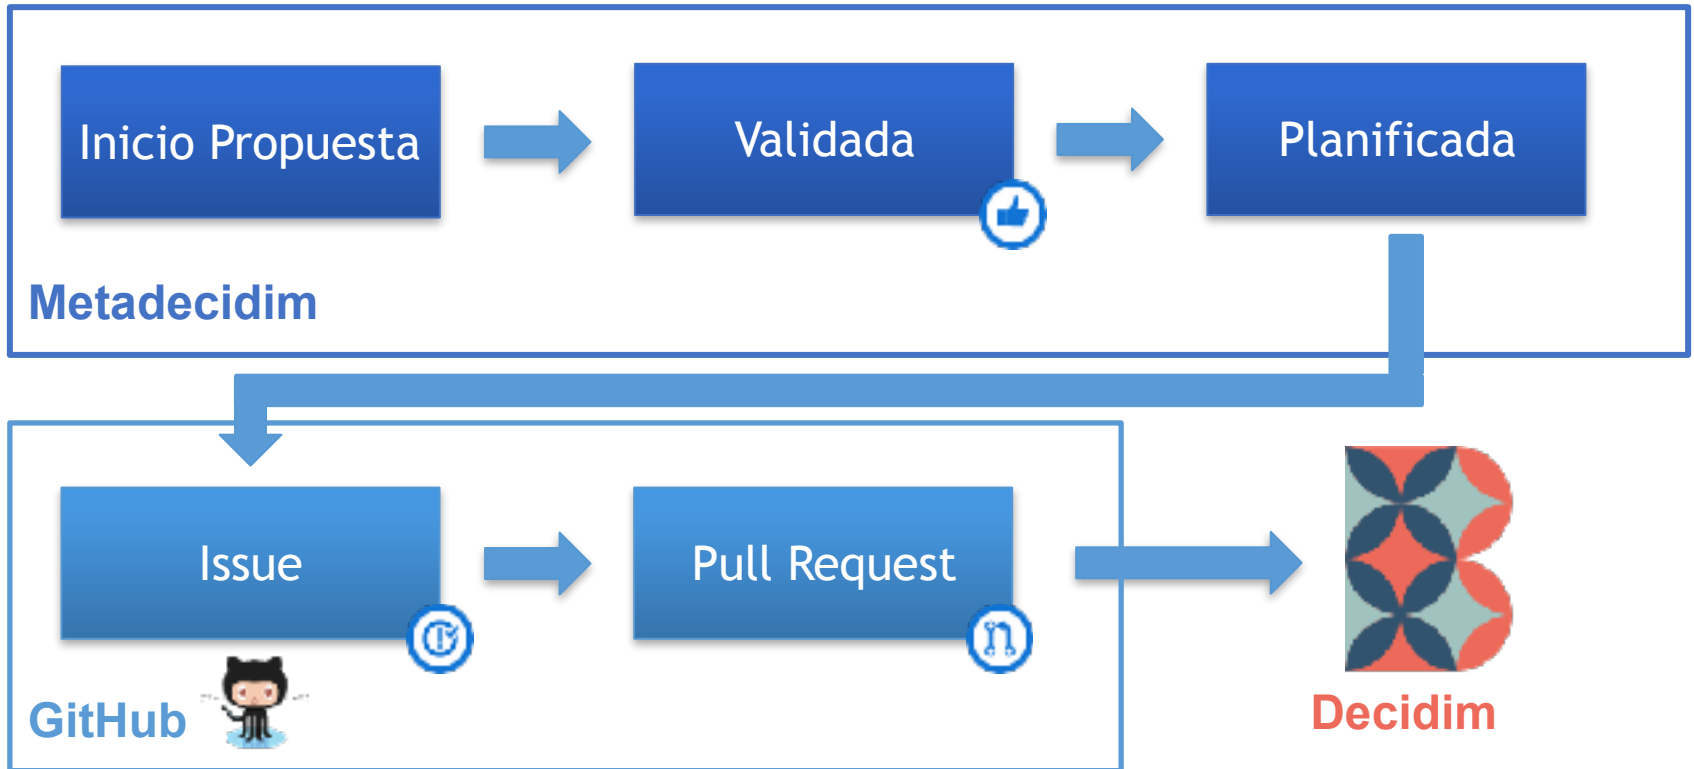 Inicio Propuesta
Validada
Planificada
Metadecidim
Issue
Pull Request
GitHub
Decidim